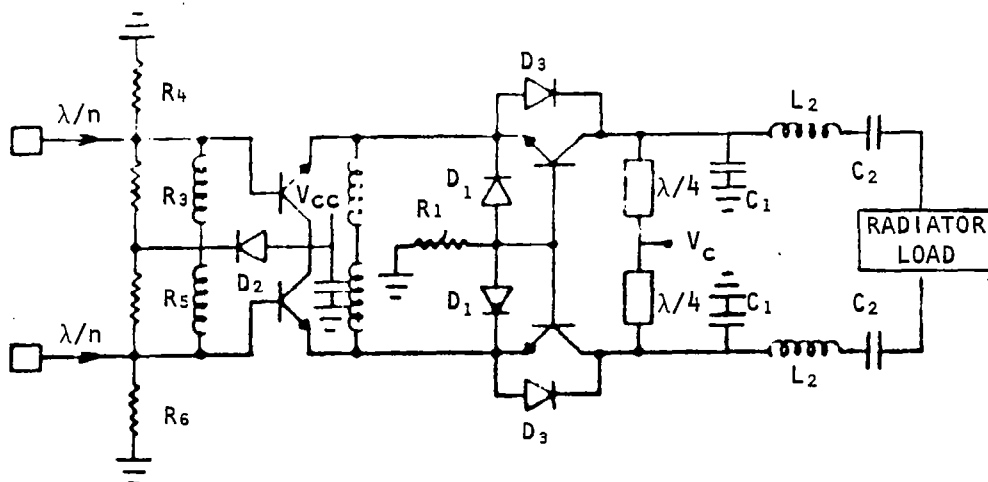 D3
R4
λ/n
L2
C2
R3
VCC
D1
λ/4
C1
R1
RADIATOR
LOAD
VC
D2
R5
D1
λ/4
C1
C2
λ/n
L2
R6
D3